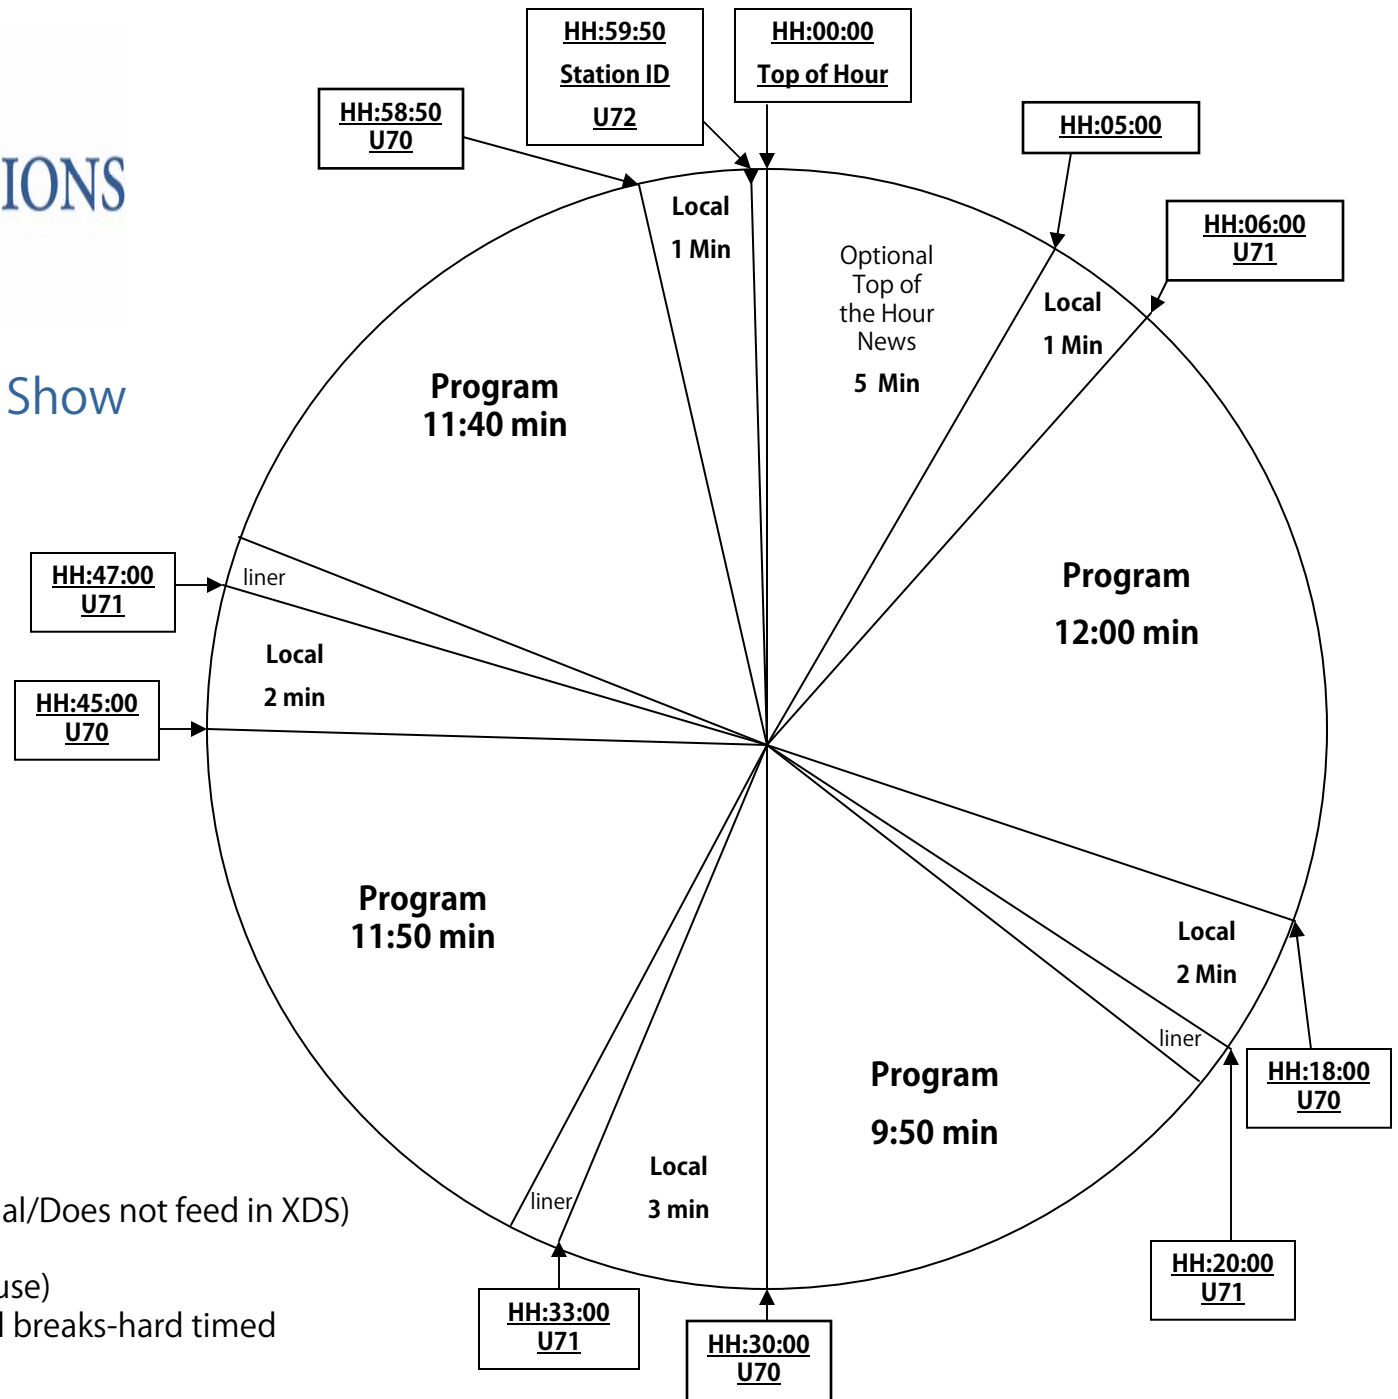 HH:59:50
Station ID
U72
HH:00:00
Top of Hour
HH:58:50
U70
HH:05:00
IONS
HH:06:00
U71
Local
1 Min
Optional
Top of
the Hour
News
5 Min
Local
1 Min
Show
Program
11:40 min
Program
12:00 min
HH:47:00
U71
liner
Local
2 min
HH:45:00
U70
Program
11:50 min
Local
2 Min
liner
HH:18:00
U70
Program
9:50 min
Local
3 min
liner
HH:20:00
U71
HH:33:00
U71
HH:30:00
U70
al/Does not feed in XDS)
use)
l breaks-hard timed